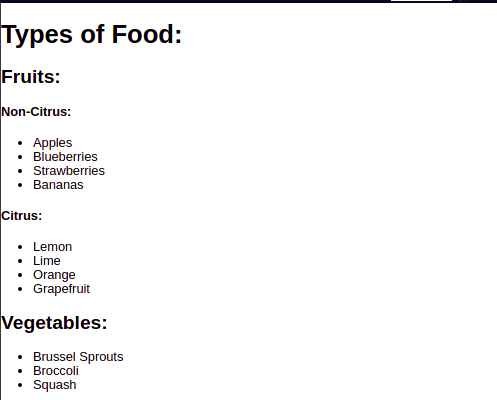 Types of Food:
Fruits:
Non-Citrus:
Apples
Blueberries
Strawberries
Bananas
Citrus:
Lemon
Lime
Orange
Grapefruit
Vegetables:
Brussel Sprouts
Broccoli
Squash